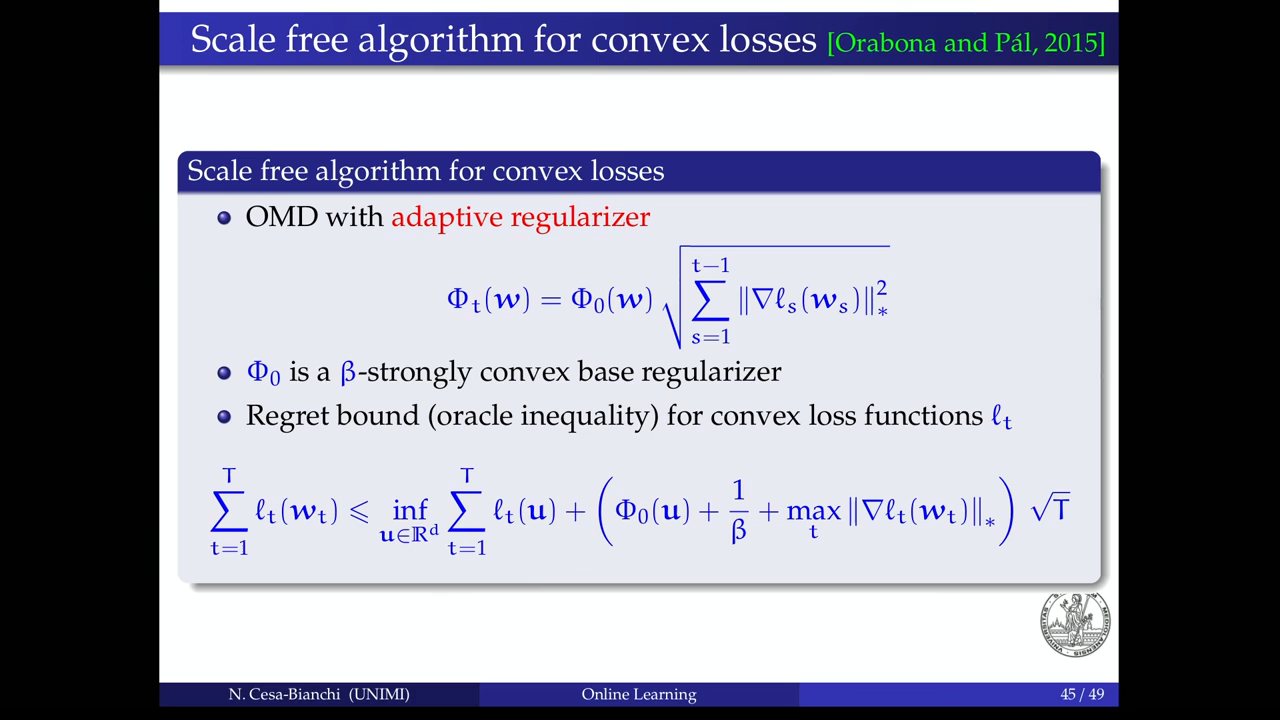 Scale free algorithm for convex losses [Orabona and Pál, 2015]
Scale free algorithm for convex losses
OMD with adaptive regularizer
Φ_t(w) = Φ_0(w) √(∑_{s=1}^{t−1} ‖∇ℓ_s(w_s)‖_*^2)
Φ_0 is a β-strongly convex base regularizer
Regret bound (oracle inequality) for convex loss functions ℓ_t
∑_{t=1}^{T} ℓ_t(w_t) ⩽ inf_{u∈ℝ^d} ∑_{t=1}^{T} ℓ_t(u) + (Φ_0(u) + 1/β + max_t ‖∇ℓ_t(w_t)‖_*) √T
N. Cesa-Bianchi (UNIMI) Online Learning 45 / 49